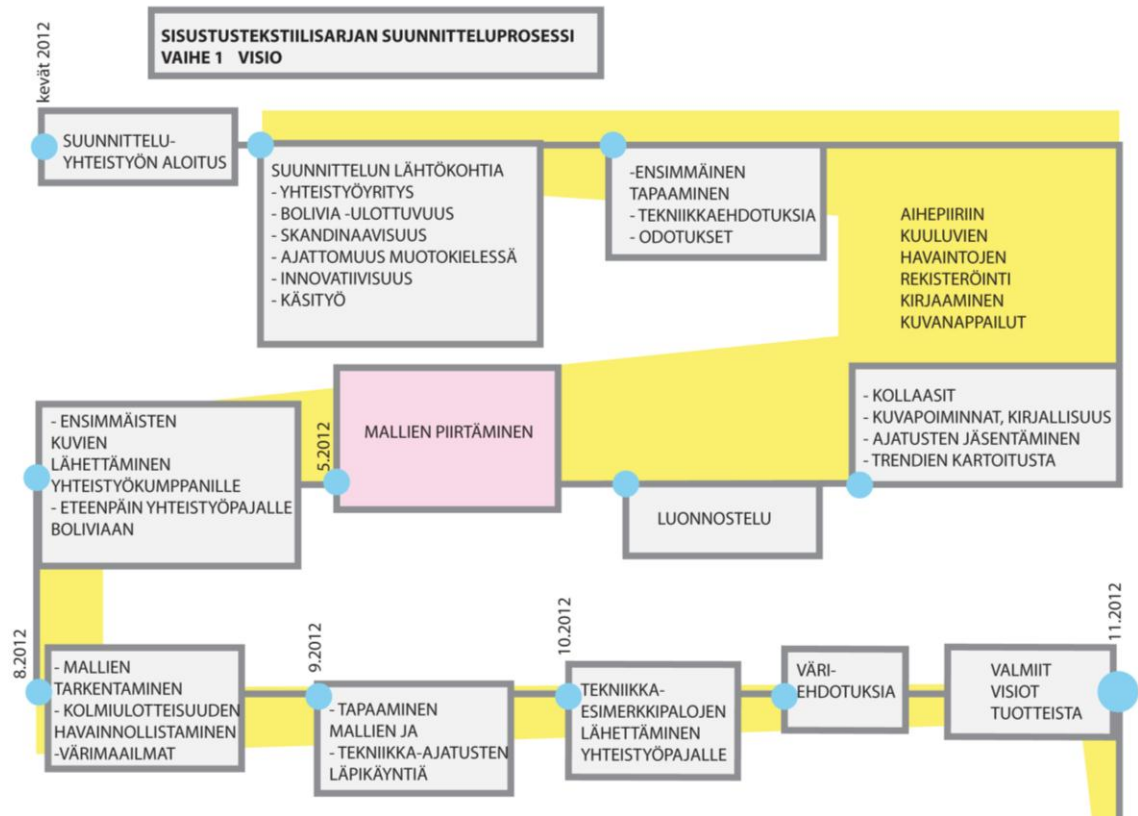 SISUSTUSTEKSTIILISARJAN SUUNNITTELUPROSESSI
VAIHE 1 VISIO
kevät 2012
SUUNNITTELU-
YHTEISTYÖN ALOITUS
SUUNNITTELUN LÄHTÖKOHTIA
- YHTEISTYÖYRITYS
- BOLIVIA -ULOTTUVUUS
- SKANDINAAVISUUS
- AJATTOMUUS MUOTOKIELESSÄ
- INNOVATIIVISUUS
- KÄSITYÖ
-ENSIMMÄINEN
TAPAAMINEN
- TEKNIIKKAEHDOTUKSIA
- ODOTUKSET
AIHEPIIRIIN
KUULUVIEN
HAVAINTOJEN
REKISTERÖINTI
KIRJAAMINEN
KUVANAPPAILUT
- KOLLAASIT
- KUVAPOIMINNAT, KIRJALLISUUS
- AJATUSTEN JÄSENTÄMINEN
- TRENDIEN KARTOITUSTA
LUONNOSTELU
5.2012
MALLIEN PIIRTÄMINEN
- ENSIMMÄISTEN
KUVIEN
LÄHETTÄMINEN
YHTEISTYÖKUMPPANILLE
- ETEENPÄIN YHTEISTYÖPAJALLE
BOLIVIAAN
8.2012
- MALLIEN
TARKENTAMINEN
- KOLMIULOTTEISUUDEN
HAVAINNOLLISTAMINEN
-VÄRIMAAILMAT
9.2012
- TAPAAMINEN
MALLIEN JA
- TEKNIIKKA-AJATUSTEN
LÄPIKÄYNTIÄ
10.2012
TEKNIIKKA-
ESIMERKKIPALOJEN
LÄHETTÄMINEN
YHTEISTYÖPAJALLE
VÄRI-
EHDOTUKSIA
VALMIIT
VISIOT
TUOTTEISTA
11.2012